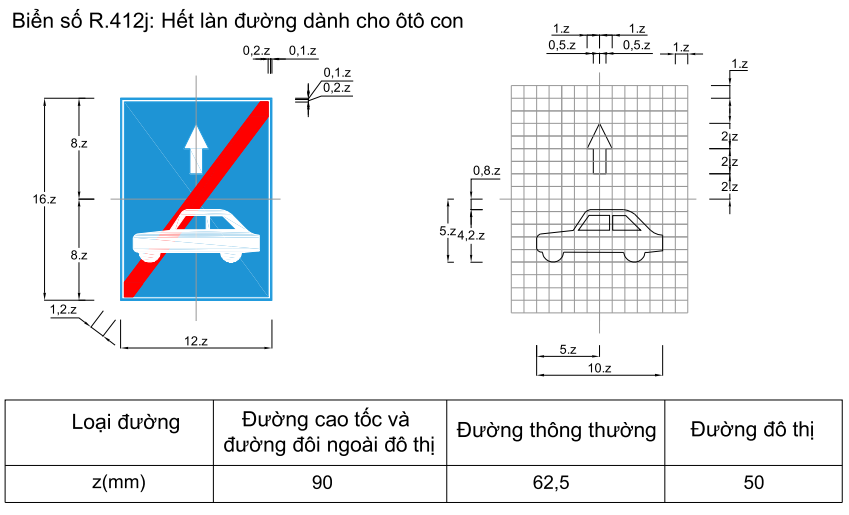 Biển số R.412j: Hết làn đường dành cho ôtô con
0,2.z
0,1.z
0,1.z
0,2.z
16.z
8.z
8.z
1,2.z
12.z
1.z
1.z
0,5.z
0,5.z
1.z
1.z
2.z
2.z
2.z
0,8.z
5.z
4,2.z
5.z
10.z
Loại đường
Đường cao tốc và
đường đôi ngoài đô thị
Đường thông thường
Đường đô thị
z(mm)
90
62,5
50